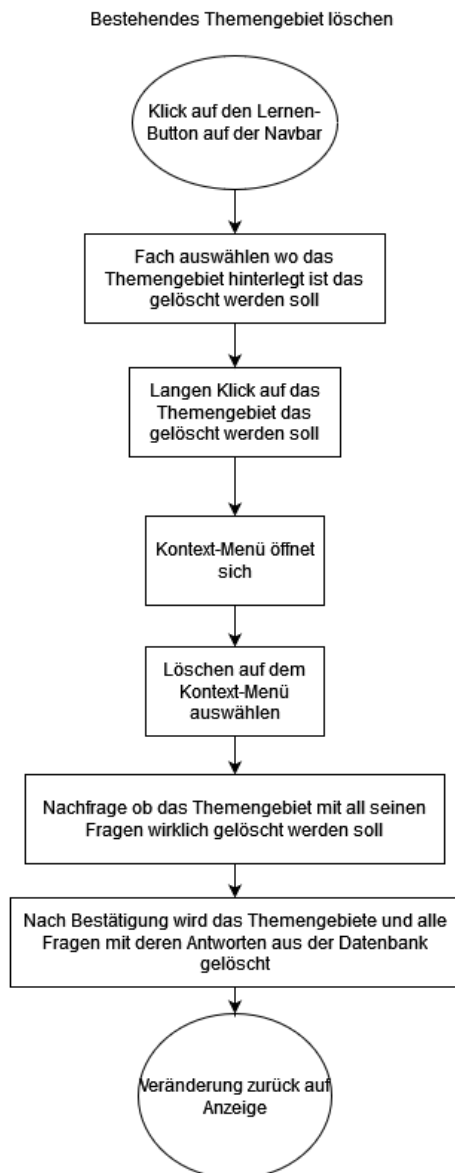 Bestehendes Themengebiet löschen
Klick auf den Lernen-
Button auf der Navbar
Fach auswählen wo das
Themengebiet hinterlegt ist das
gelöscht werden soll
Langen Klick auf das
Themengebiet das
gelöscht werden soll
Kontext-Menü öffnet
sich
Löschen auf dem
Kontext-Menü
auswählen
Nachfrage ob das Themengebiet mit all seinen
Fragen wirklich gelöscht werden soll
Nach Bestätigung wird das Themengebiete und alle
Fragen mit deren Antworten aus der Datenbank
gelöscht
Veränderung zurück auf
Anzeige